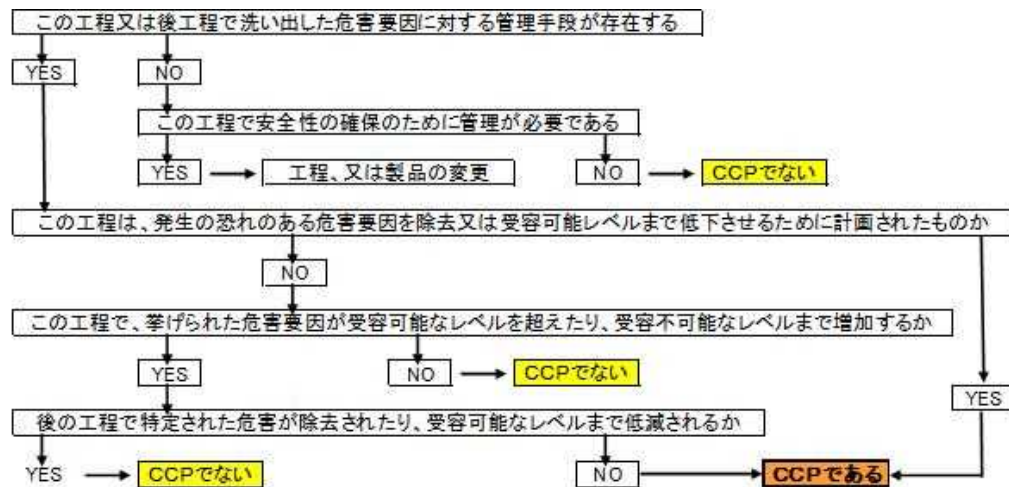 この工程又は後工程で洗い出した危害要因に対する管理手段が存在する
YES
NO
この工程で安全性の確保のために管理が必要である
YES
工程、又は製品の変更
NO
CCPでない
この工程は、発生の恐れのある危害要因を除去又は受容可能レベルまで低下させるために計画されたものか
NO
この工程で、挙げられた危害要因が受容可能なレベルを超えたり、受容不可能なレベルまで増加するか
YES
NO
CCPでない
YES
後の工程で特定された危害が除去されたり、受容可能なレベルまで低減されるか
YES
CCPでない
NO
CCPである